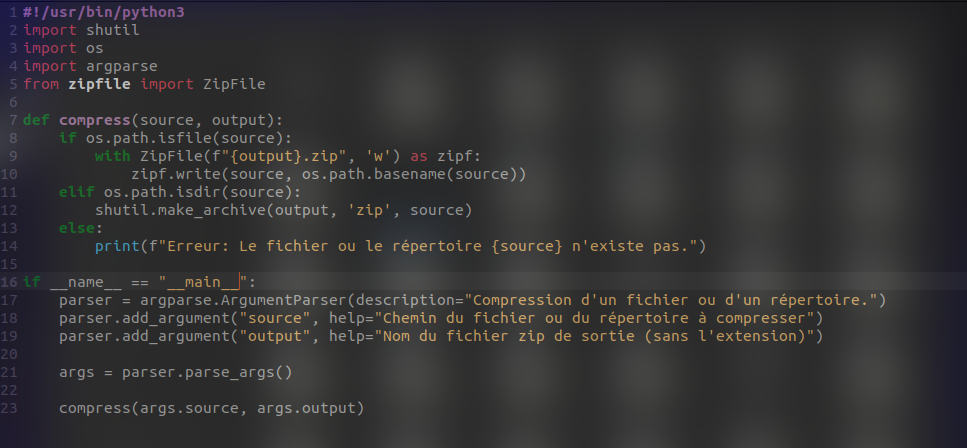 1 #!/usr/bin/python3
2 import shutil
3 import os
4 import argparse
5 from zipfile import ZipFile
6
7 def compress(source, output):
8     if os.path.isfile(source):
9         with ZipFile(f"{output}.zip", 'w') as zipf:
10             zipf.write(source, os.path.basename(source))
11     elif os.path.isdir(source):
12         shutil.make_archive(output, 'zip', source)
13     else:
14         print(f"Erreur: Le fichier ou le répertoire {source} n'existe pas.")
15
16 if __name__ == "__main__":
17     parser = argparse.ArgumentParser(description="Compression d'un fichier ou d'un répertoire.")
18     parser.add_argument("source", help="Chemin du fichier ou du répertoire à compresser")
19     parser.add_argument("output", help="Nom du fichier zip de sortie (sans l'extension)")
20
21     args = parser.parse_args()
22
23     compress(args.source, args.output)